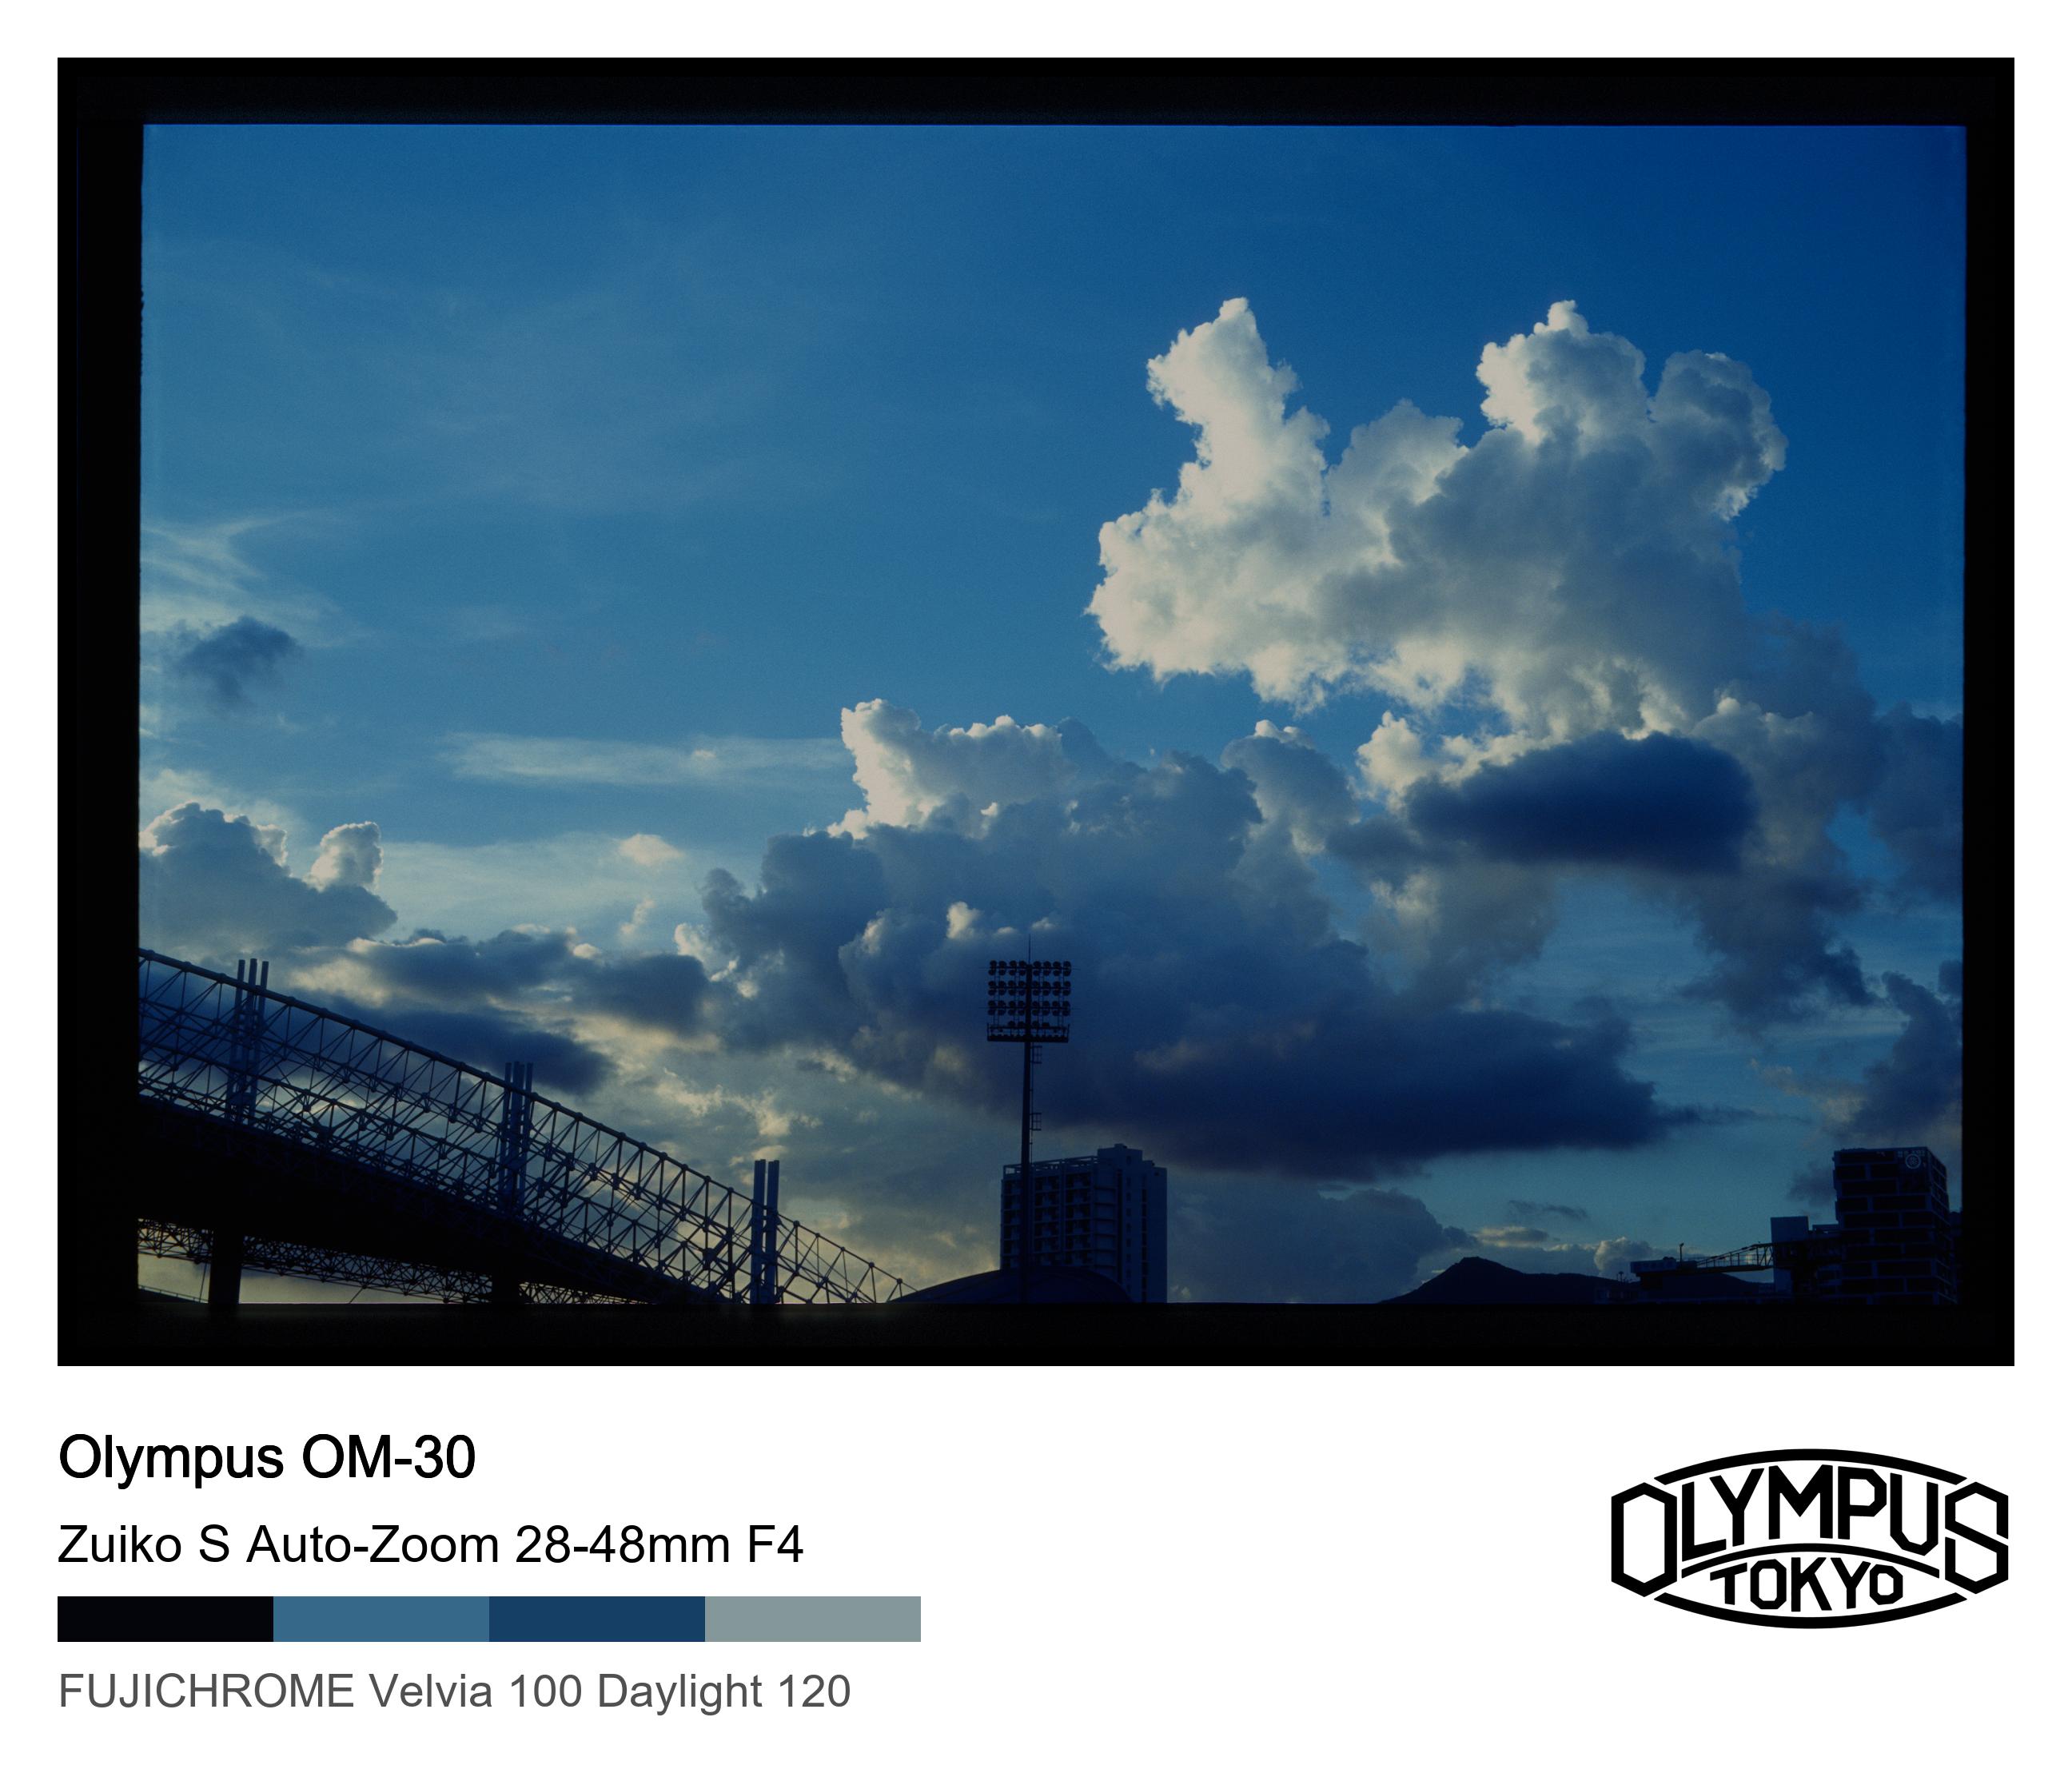 Olympus OM-30
Zuiko S Auto-Zoom 28-48mm F4
FUJICHROME Velvia 100 Daylight 120
OLYMPUS
TOKYO